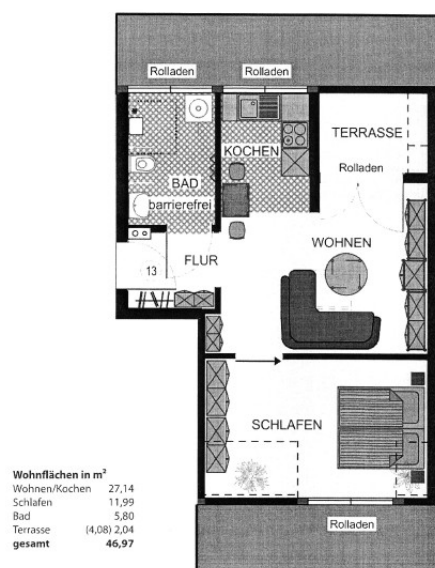 Rolladen
Rolladen
TERRASSE
KOCHEN
Rolladen
BAD
barrierefrei
WOHNEN
FLUR
13
SCHLAFEN
Wohnflächen in m²
Wohnen/Kochen 27,14
Schlafen 11,99
Bad 5,80
Terrasse (4,08) 2,04
gesamt 46,97
Rolladen